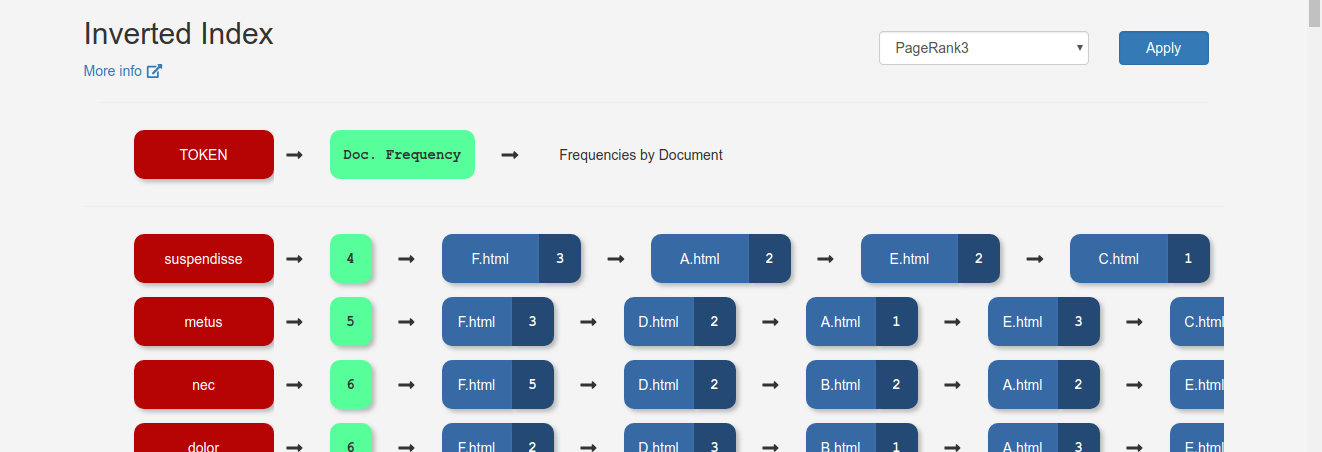 Inverted Index
More info
PageRank3
Apply
TOKEN
Doc. Frequency
Frequencies by Document
suspendisse 4 F.html 3 A.html 2 E.html 2 C.html 1
metus 5 F.html 3 D.html 2 A.html 1 E.html 3 C.html
nec 6 F.html 5 D.html 2 B.html 2 A.html 2 E.html
dolor 6 F.html 2 D.html 3 B.html 1 A.html 3 E.html